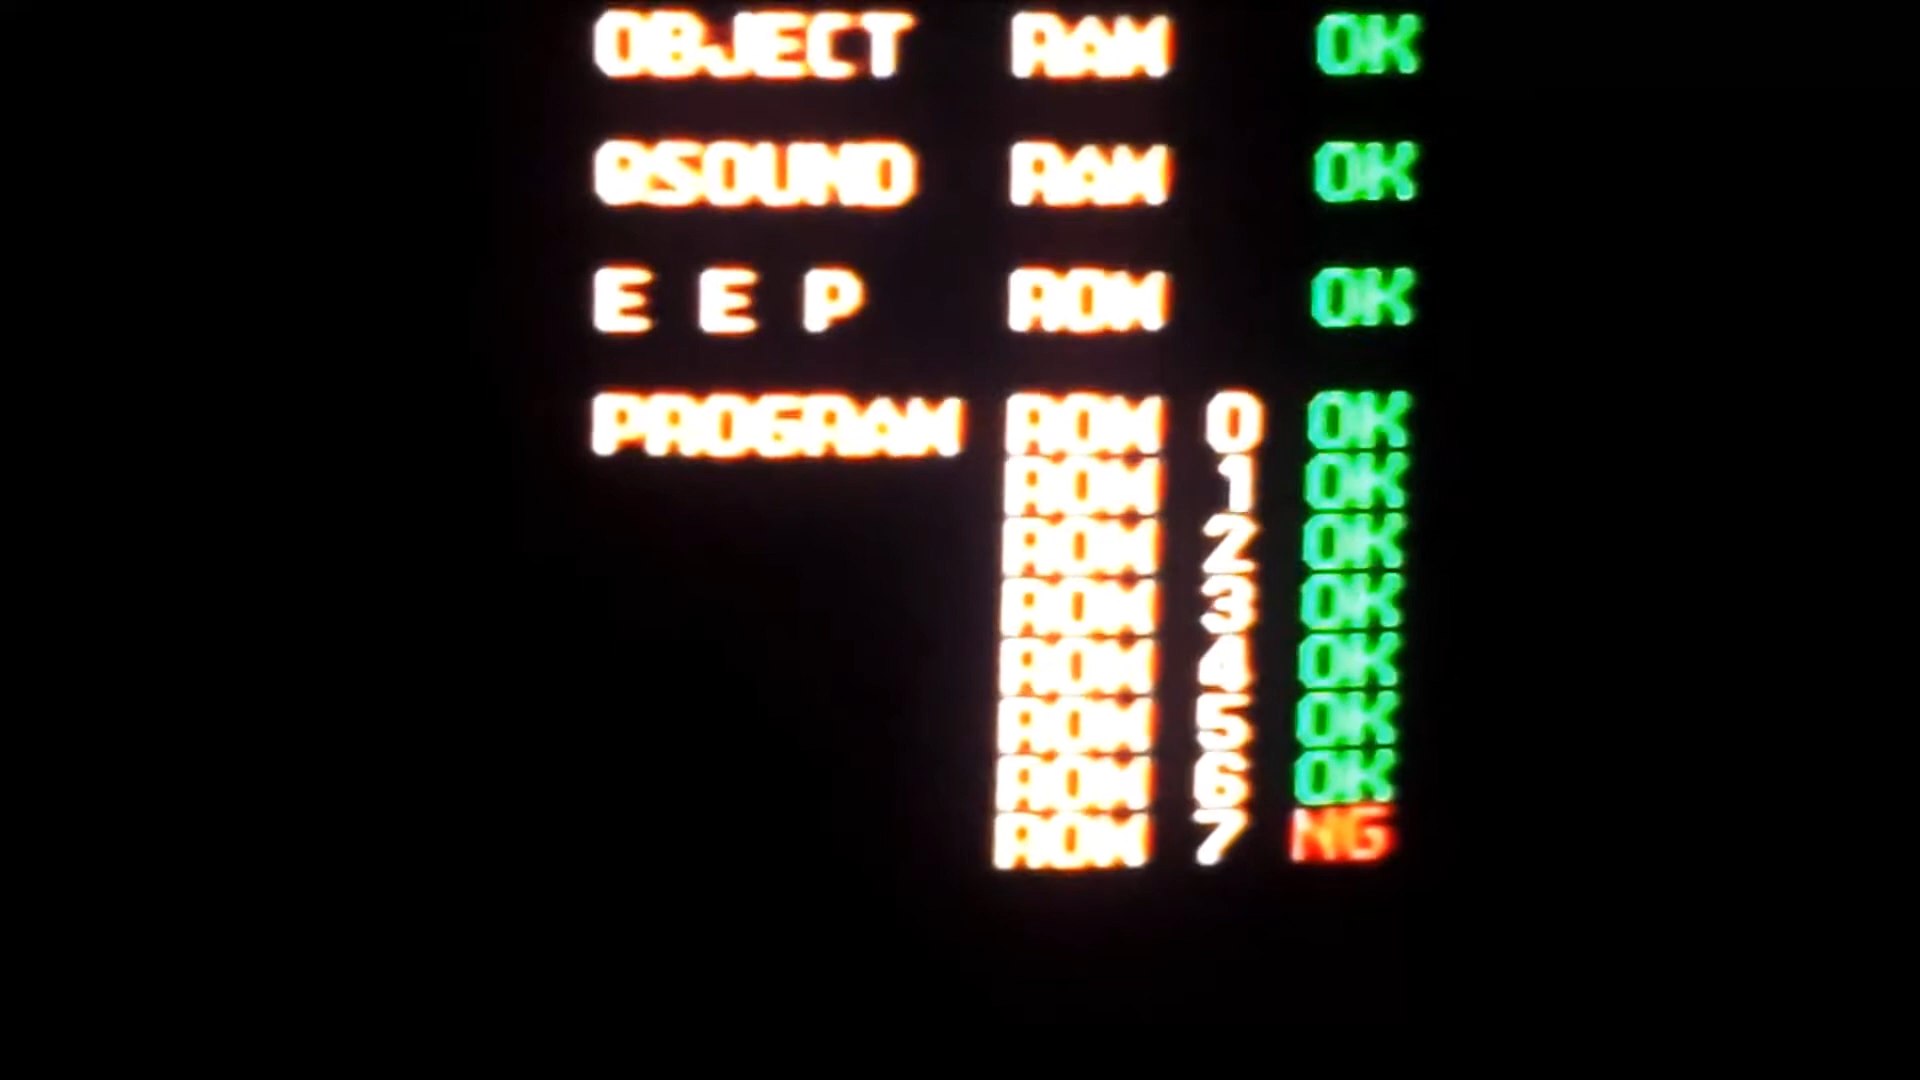 OBJECT RAM OK
QSOUND RAM OK
E E P ROM OK
PROGRAM ROM 0 OK
ROM 1 OK
ROM 2 OK
ROM 3 OK
ROM 4 OK
ROM 5 OK
ROM 6 OK
ROM 7 NG